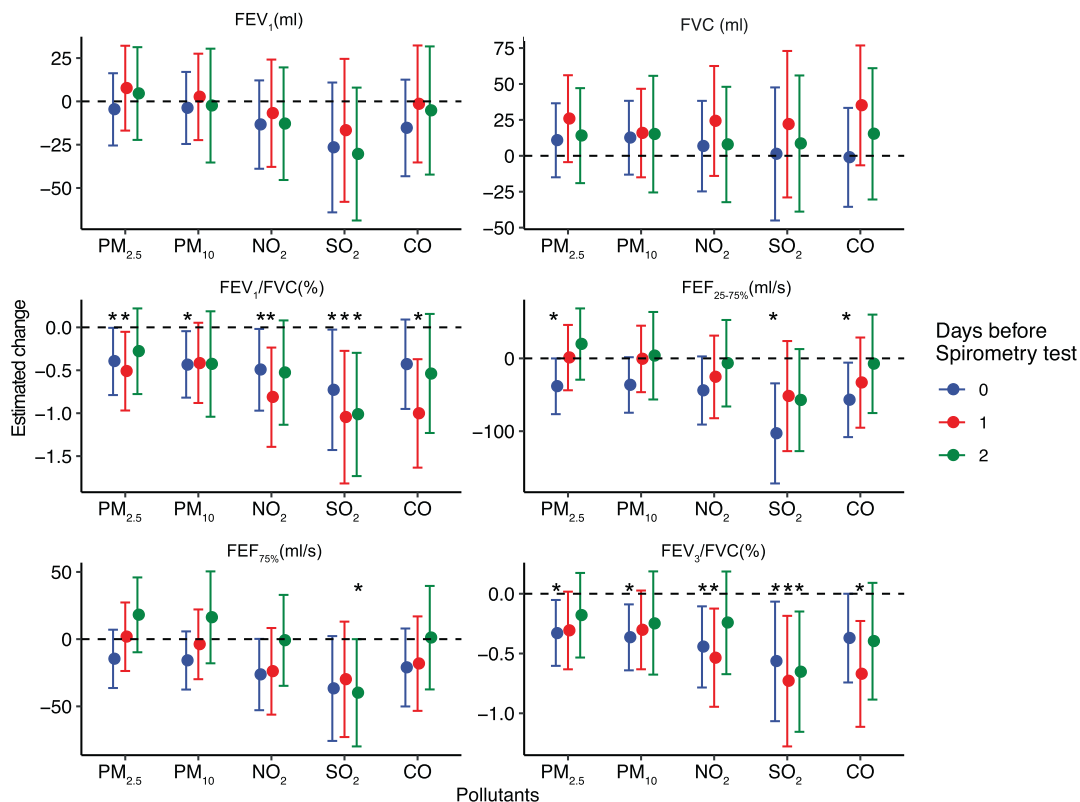 FEV₁(ml)
25
0
−25
−50
PM₂.₅ PM₁₀ NO₂ SO₂ CO
FVC (ml)
75
50
25
0
−25
−50
PM₂.₅ PM₁₀ NO₂ SO₂ CO
Estimated change
FEV₁/FVC(%)
** * ** *** *
0.0
−0.5
−1.0
−1.5
PM₂.₅ PM₁₀ NO₂ SO₂ CO
FEF₂₅₋₇₅%(ml/s)
* * *
0
−100
PM₂.₅ PM₁₀ NO₂ SO₂ CO
Days before
Spirometry test
0
1
2
FEF₇₅%(ml/s)
*
50
0
−50
PM₂.₅ PM₁₀ NO₂ SO₂ CO
FEV₃/FVC(%)
* * ** *** *
0.0
−0.5
−1.0
PM₂.₅ PM₁₀ NO₂ SO₂ CO
Pollutants